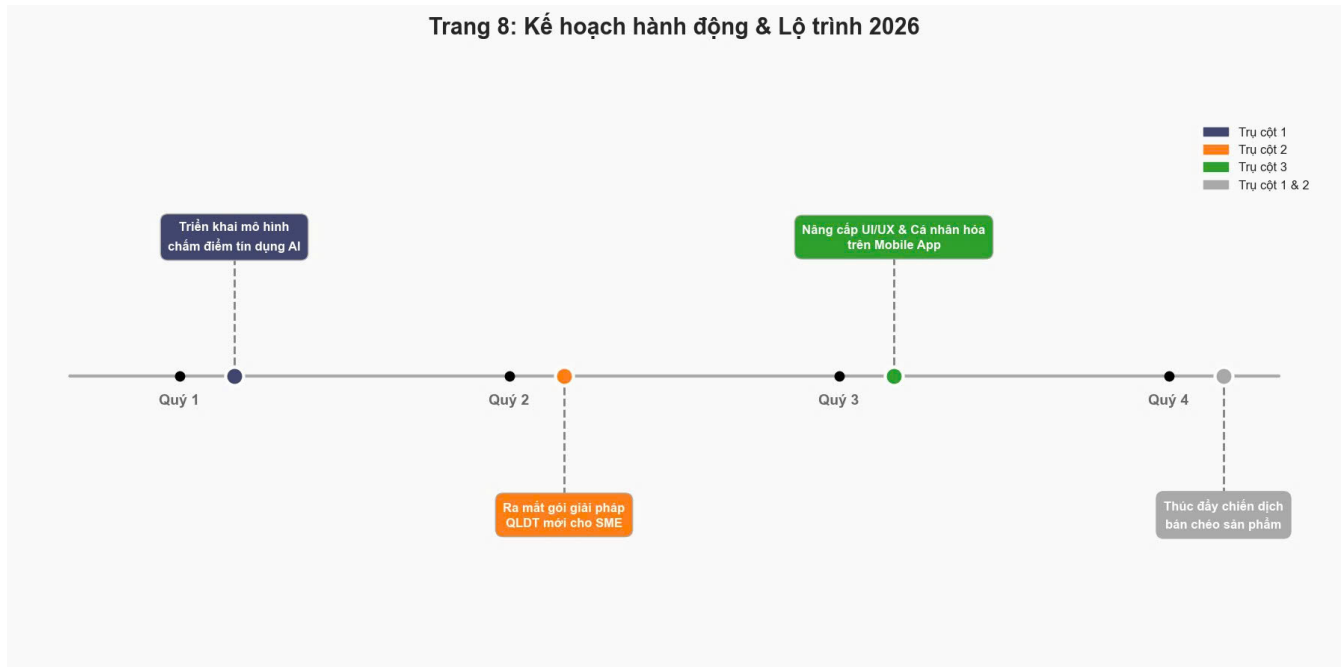 Trang 8: Kế hoạch hành động & Lộ trình 2026
Trụ cột 1
Trụ cột 2
Trụ cột 3
Trụ cột 1 & 2
Triển khai mô hình
chấm điểm tín dụng AI
Nâng cấp UI/UX & Cá nhân hóa
trên Mobile App
Quý 1
Quý 2
Quý 3
Quý 4
Ra mắt gói giải pháp
QLDT mới cho SME
Thúc đẩy chiến dịch
bán chéo sản phẩm